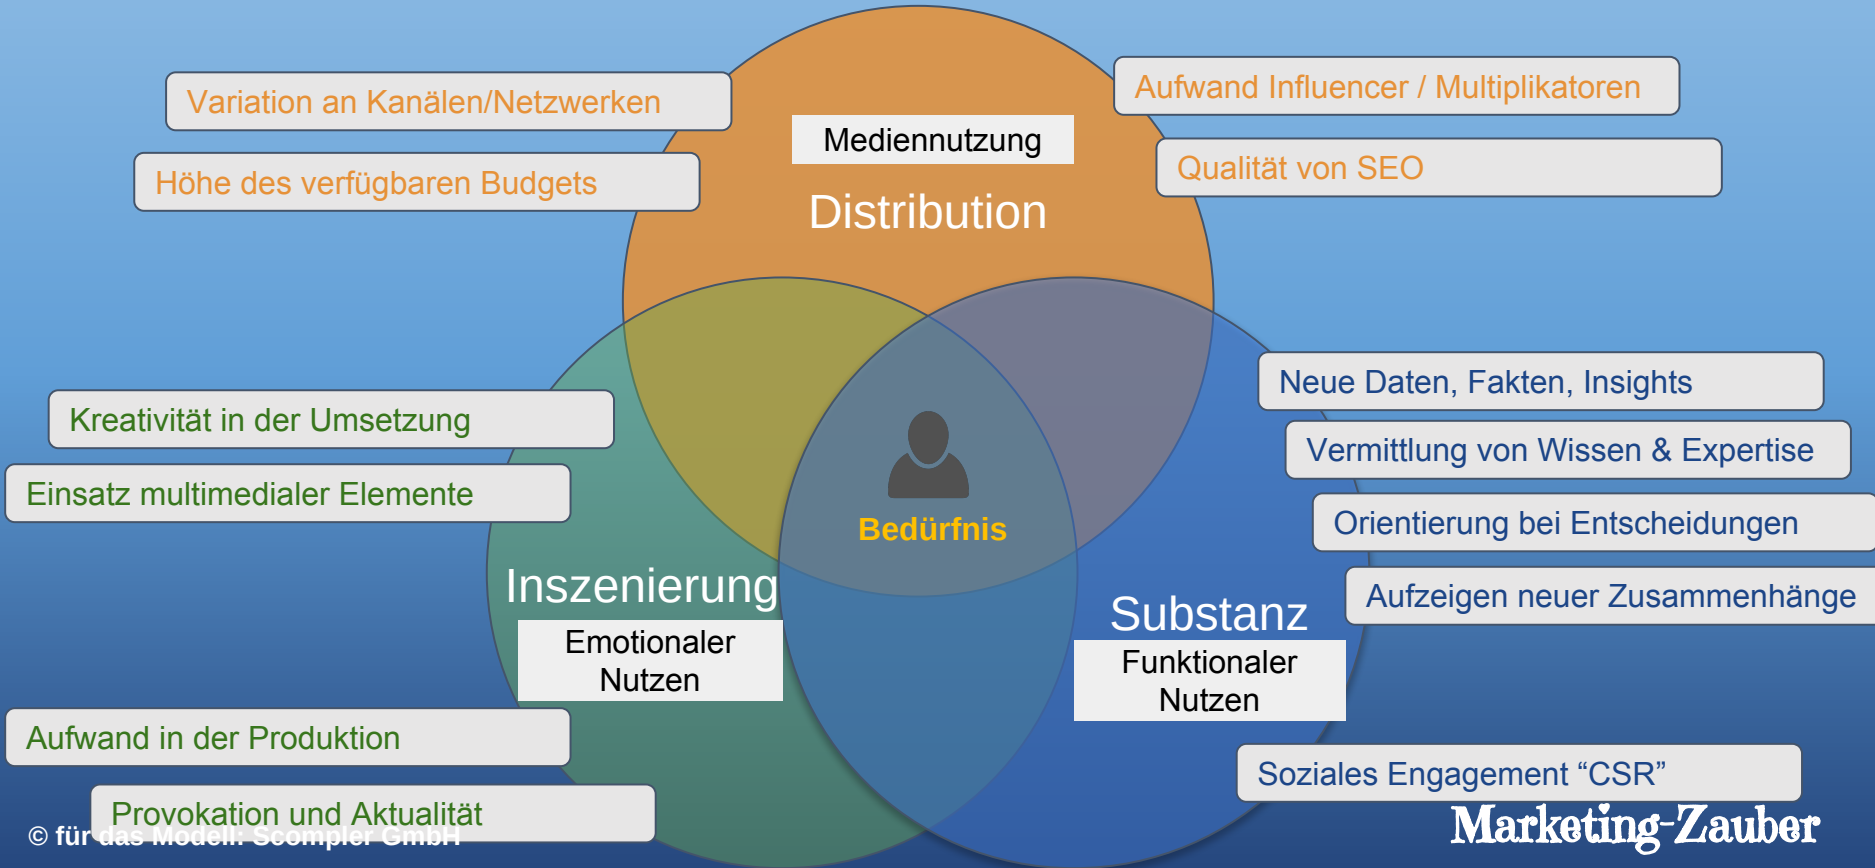 Variation an Kanälen/Netzwerken
Aufwand Influencer / Multiplikatoren
Mediennutzung
Höhe des verfügbaren Budgets
Qualität von SEO
Distribution
Neue Daten, Fakten, Insights
Kreativität in der Umsetzung
Vermittlung von Wissen & Expertise
Einsatz multimedialer Elemente
Orientierung bei Entscheidungen
Bedürfnis
Inszenierung
Emotionaler
Nutzen
Aufzeigen neuer Zusammenhänge
Substanz
Funktionaler
Nutzen
Aufwand in der Produktion
Soziales Engagement “CSR”
Provokation und Aktualität
© für das Modell: Scompler GmbH
Marketing-Zauber